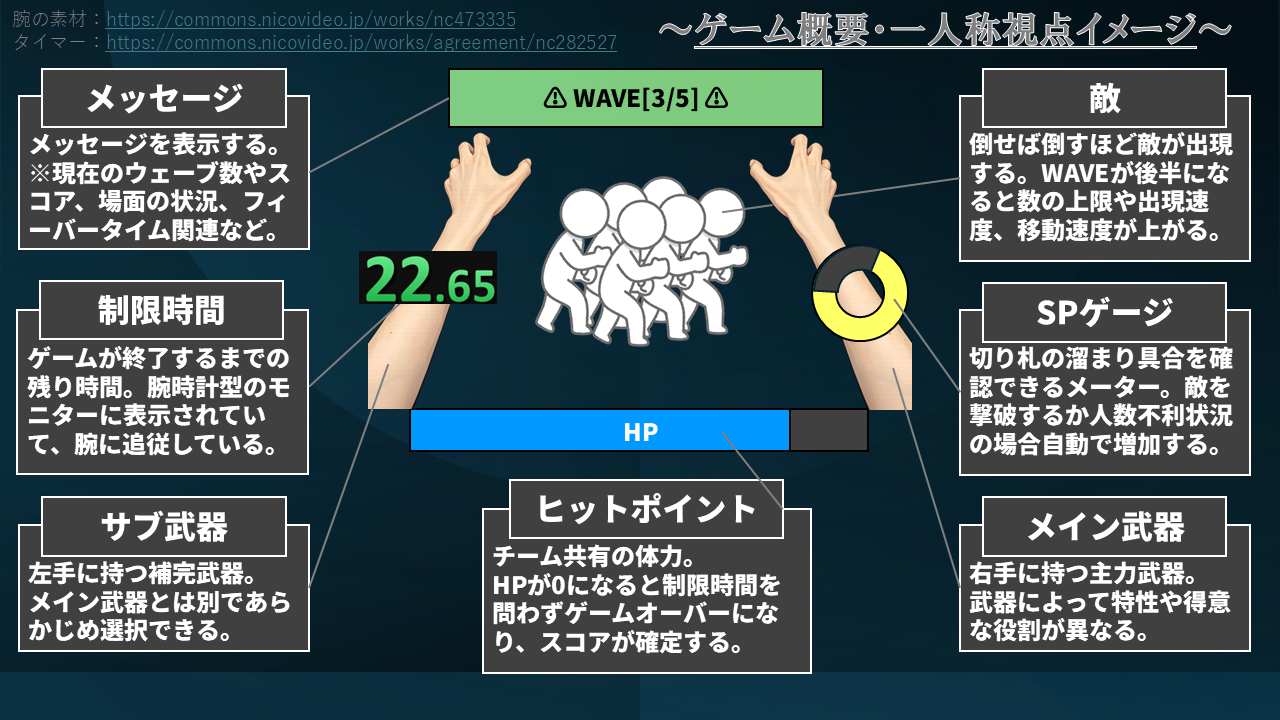 腕の素材：https://commons.nicovideo.jp/works/nc473335
タイマー：https://commons.nicovideo.jp/works/agreement/nc282527
～ゲーム概要・一人称視点イメージ～
メッセージ
メッセージを表示する。
※現在のウェーブ数やス
コア、場面の状況、フィ
ーバータイム関連など。
⚠ WAVE[3/5] ⚠
敵
倒せば倒すほど敵が出現
する。WAVEが後半にな
ると数の上限や出現速
度、移動速度が上がる。
制限時間
ゲームが終了するまでの
残り時間。腕時計型のモ
ニターに表示されてい
て、腕に追従している。
22.65
SPゲージ
切り札の溜まり具合を確
認できるメーター。敵を
撃破するか人数不利状況
の場合自動で増加する。
HP
サブ武器
左手に持つ補完武器。
メイン武器とは別であら
かじめ選択できる。
ヒットポイント
チーム共有の体力。
HPが0になると制限時間を
問わずゲームオーバーにな
り、スコアが確定する。
メイン武器
右手に持つ主力武器。
武器によって特性や得意
な役割が異なる。